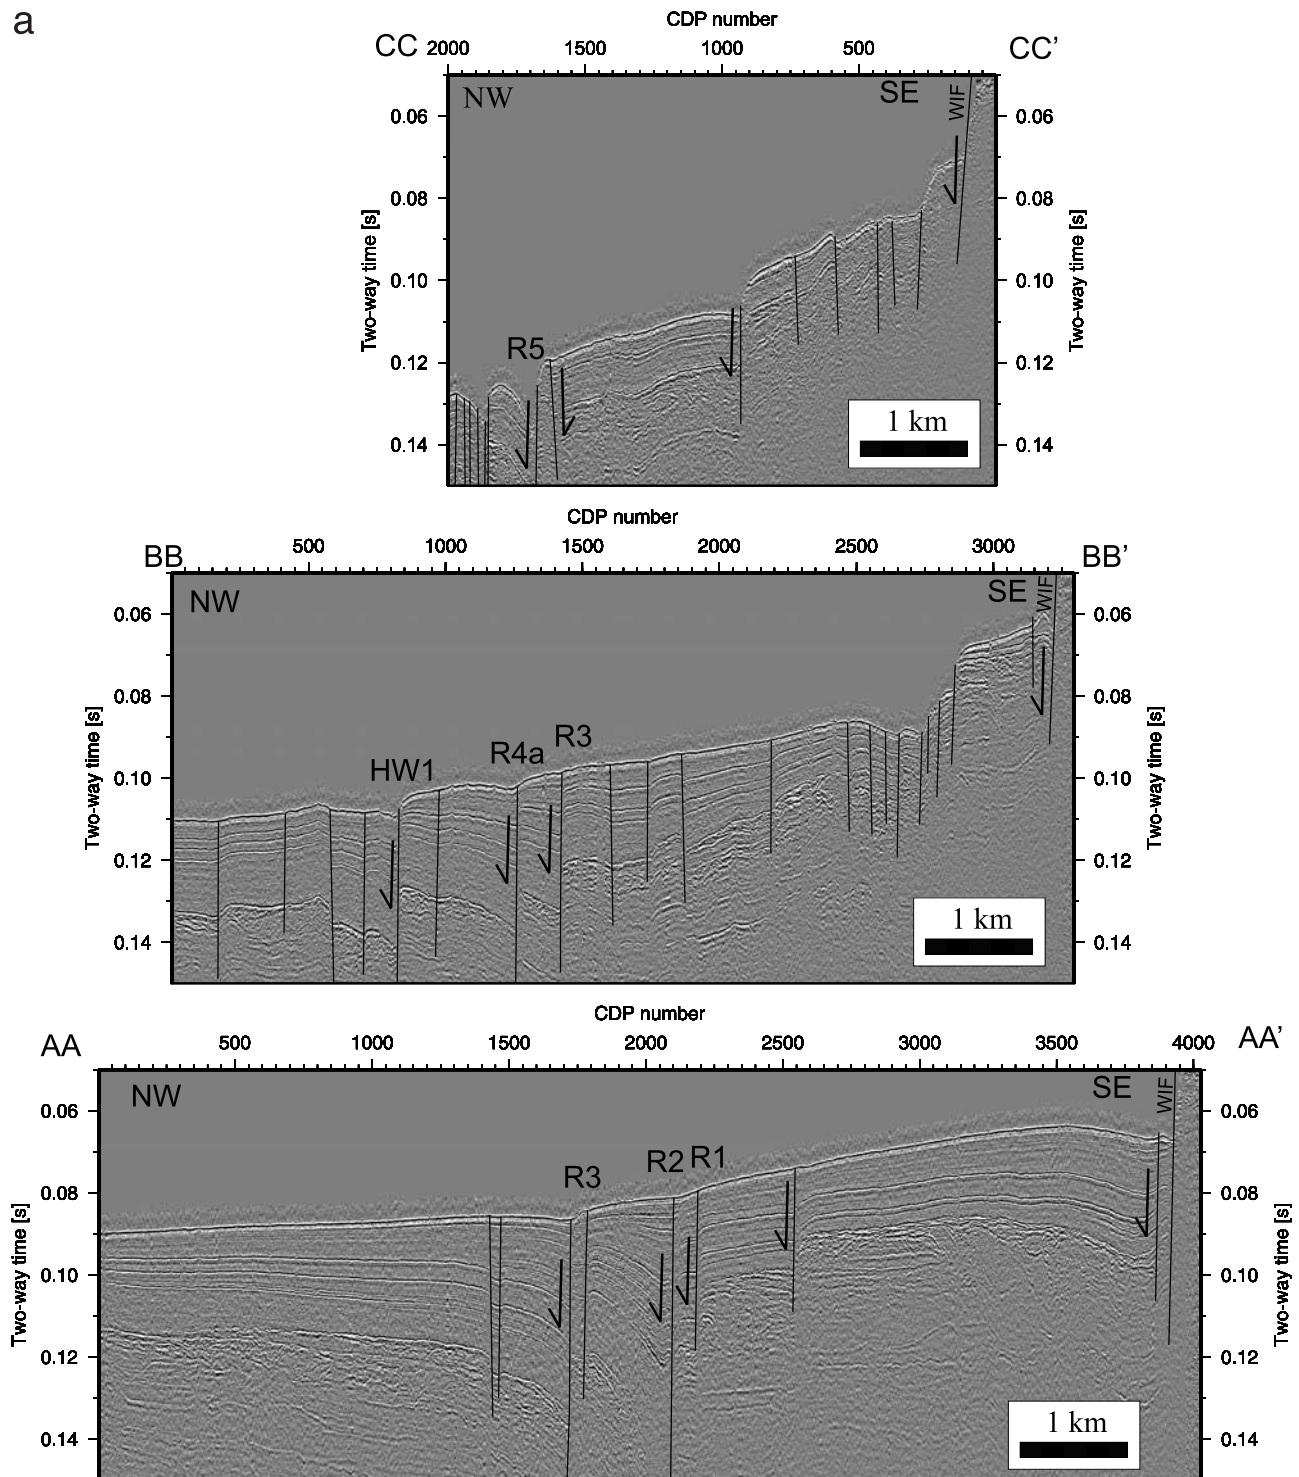 a
CDP number
CC 2000 1500 1000 500 CC’
NW SE WIF
0.06 0.06
0.08 0.08
0.10 0.10
0.12 0.12
0.14 0.14
Two-way time [s]
Two-way time [s]
R5
1 km
CDP number
BB 500 1000 1500 2000 2500 3000 BB’
NW SE WIF
0.06 0.06
0.08 0.08
0.10 0.10
0.12 0.12
0.14 0.14
Two-way time [s]
Two-way time [s]
HW1 R4a R3
1 km
CDP number
AA 500 1000 1500 2000 2500 3000 3500 4000 AA’
NW SE WIF
0.06 0.06
0.08 0.08
0.10 0.10
0.12 0.12
0.14 0.14
Two-way time [s]
Two-way time [s]
R3 R2 R1
1 km